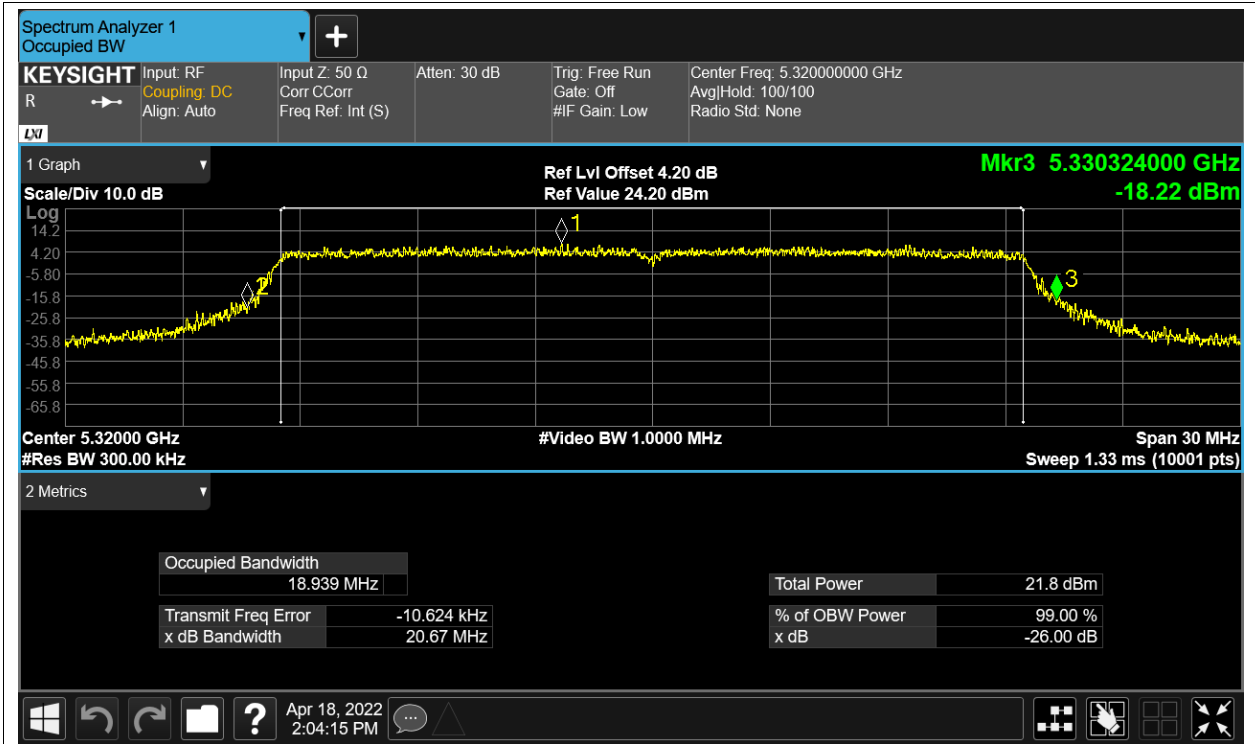 Spectrum Analyzer 1
Occupied BW
KEYSIGHT
R
LXI
Input: RF
Coupling: DC
Align: Auto
Input Z: 50 Ω
Corr CCorr
Freq Ref: Int (S)
Atten: 30 dB
Trig: Free Run
Gate: Off
#IF Gain: Low
Center Freq: 5.320000000 GHz
Avg|Hold: 100/100
Radio Std: None
1 Graph
Scale/Div 10.0 dB
Ref Lvl Offset 4.20 dB
Ref Value 24.20 dBm
Mkr3 5.330324000 GHz
-18.22 dBm
Log
14.2
4.20
-5.80
-15.8
-25.8
-35.8
-45.8
-55.8
-65.8
1
2
3
Center 5.32000 GHz
#Video BW 1.0000 MHz
Span 30 MHz
#Res BW 300.00 kHz
Sweep 1.33 ms (10001 pts)
2 Metrics
Occupied Bandwidth
18.939 MHz
Transmit Freq Error -10.624 kHz
x dB Bandwidth 20.67 MHz
Total Power 21.8 dBm
% of OBW Power 99.00 %
x dB -26.00 dB
?
Apr 18, 2022
2:04:15 PM